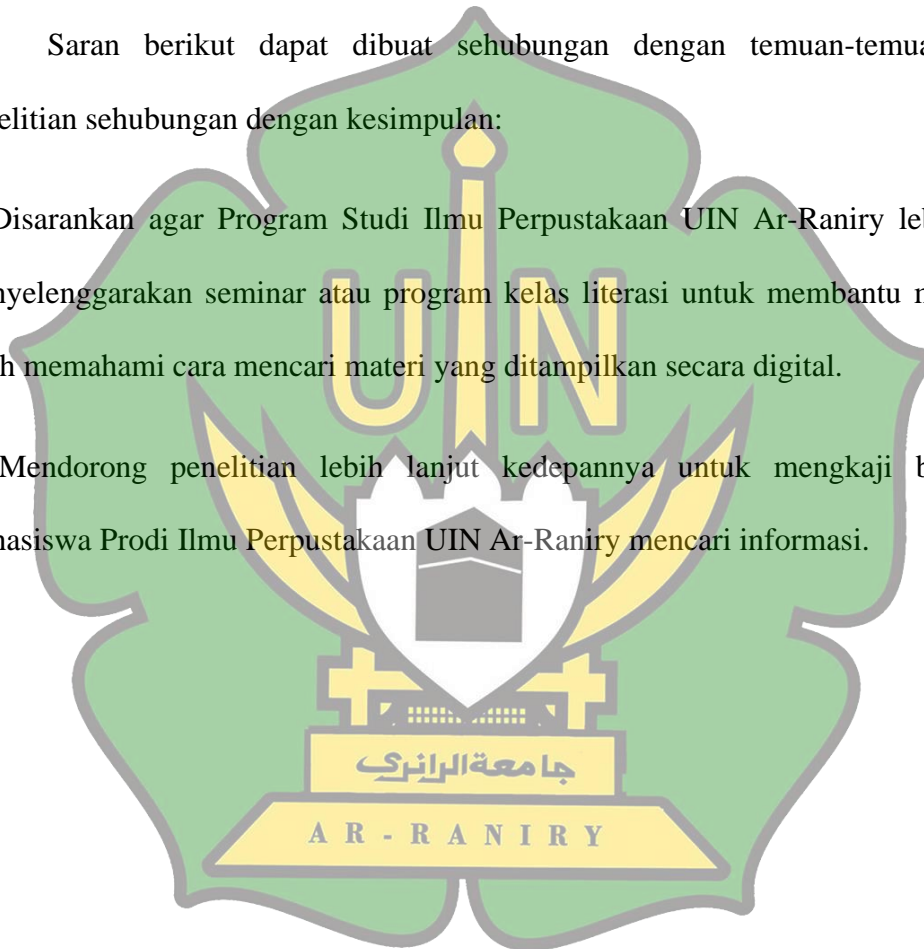 Saran berikut dapat dibuat sehubungan dengan temuan-temua
elitian sehubungan dengan kesimpulan:
Disarankan agar Program Studi Ilmu Perpustakaan UIN Ar-Raniry le
nyelenggarakan seminar atau program kelas literasi untuk membantu
h memahami cara mencari materi yang ditampilkan secara digital.
Mendorong penelitian lebih lanjut kedepannya untuk mengkaji
asiswa Prodi Ilmu Perpustakaan UIN Ar-Raniry mencari informasi.
UIN
جامعة الرانري
AR-RANIRY